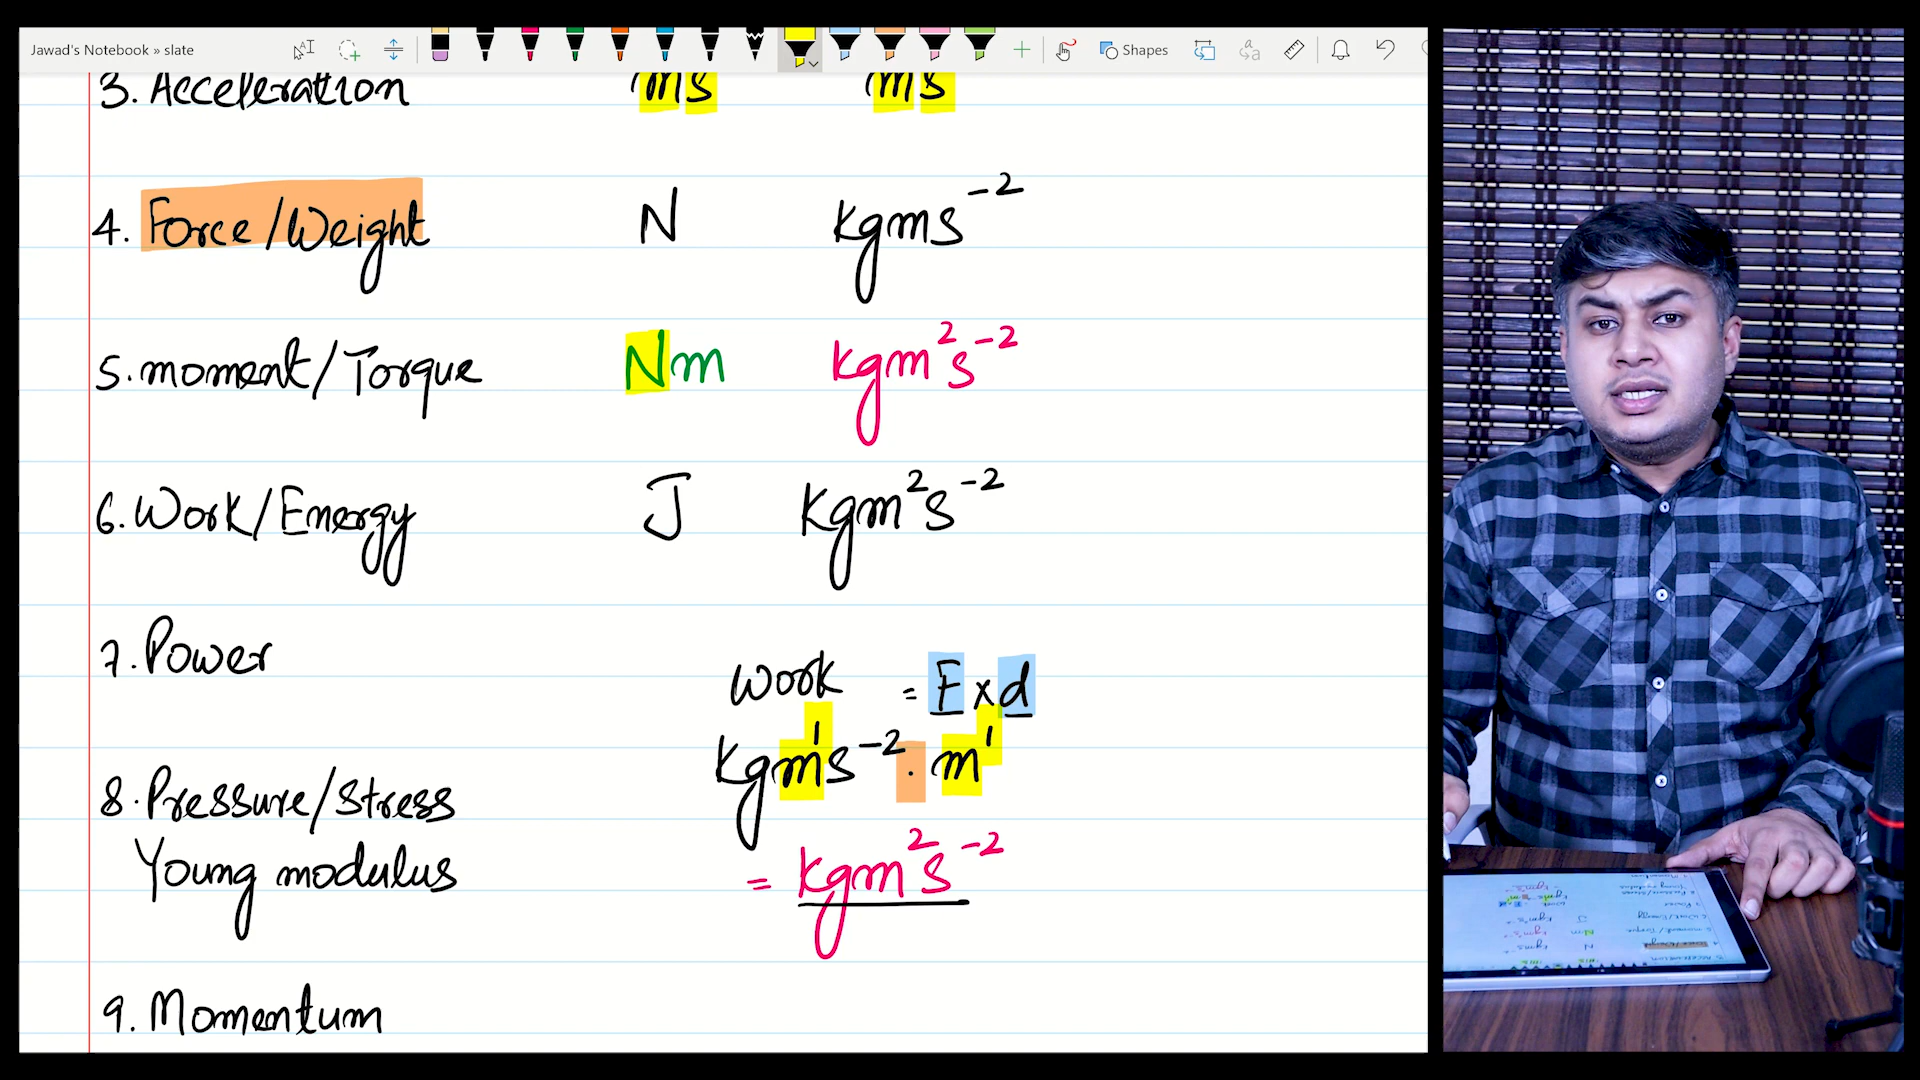 Jawad's Notebook » slate
Shapes
3. Acceleration ms ms
4. Force/Weight N kgms⁻²
5. moment/Torque Nm kgm²s⁻²
6. Work/Energy J kgm²s⁻²
7. Power
work = F x d
kgm¹s⁻² . m¹
8. Pressure/Stress
Young modulus
= kgm²s⁻²
9. Momentum